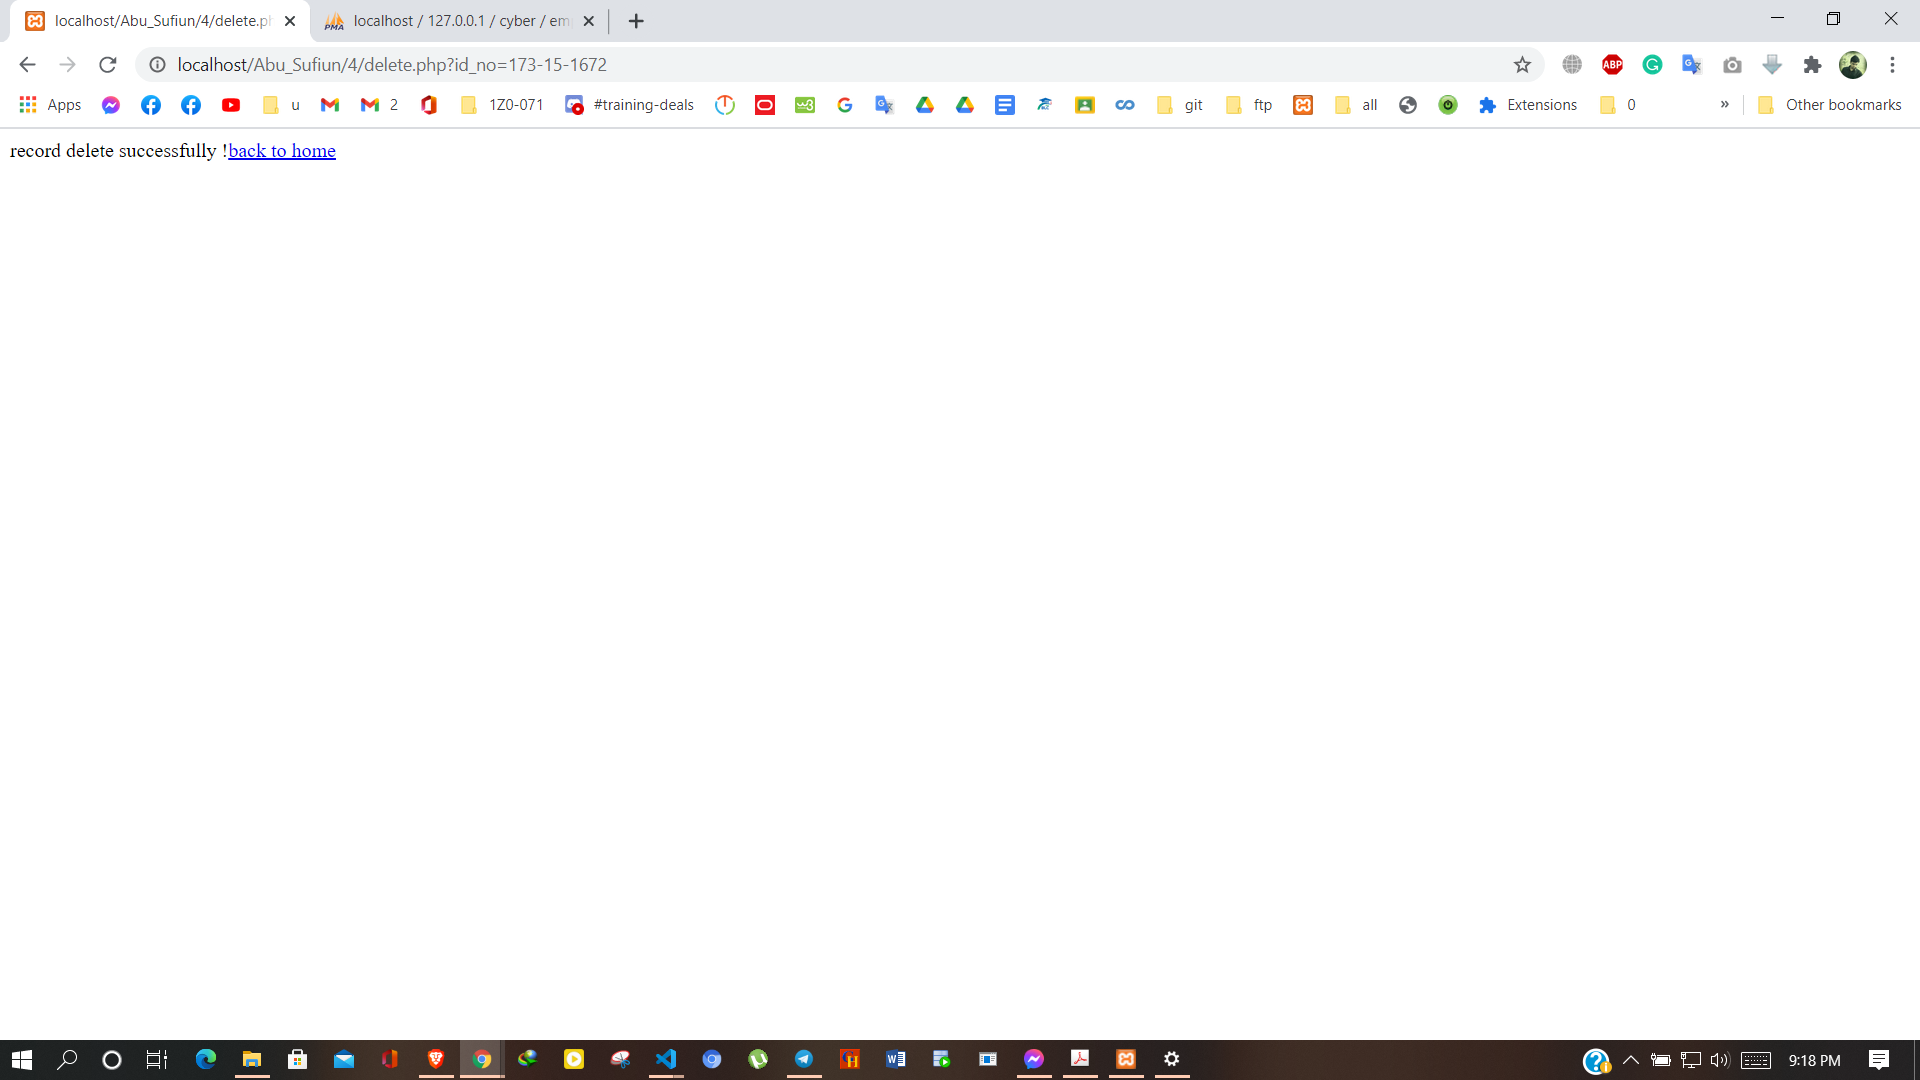 localhost/Abu_Sufiun/4/delete.ph
localhost / 127.0.0.1 / cyber / em
localhost/Abu_Sufiun/4/delete.php?id_no=173-15-1672
ABP
Apps u 2 1Z0-071 #training-deals git ftp all Extensions 0 » Other bookmarks
record delete successfully !back to home
9:18 PM